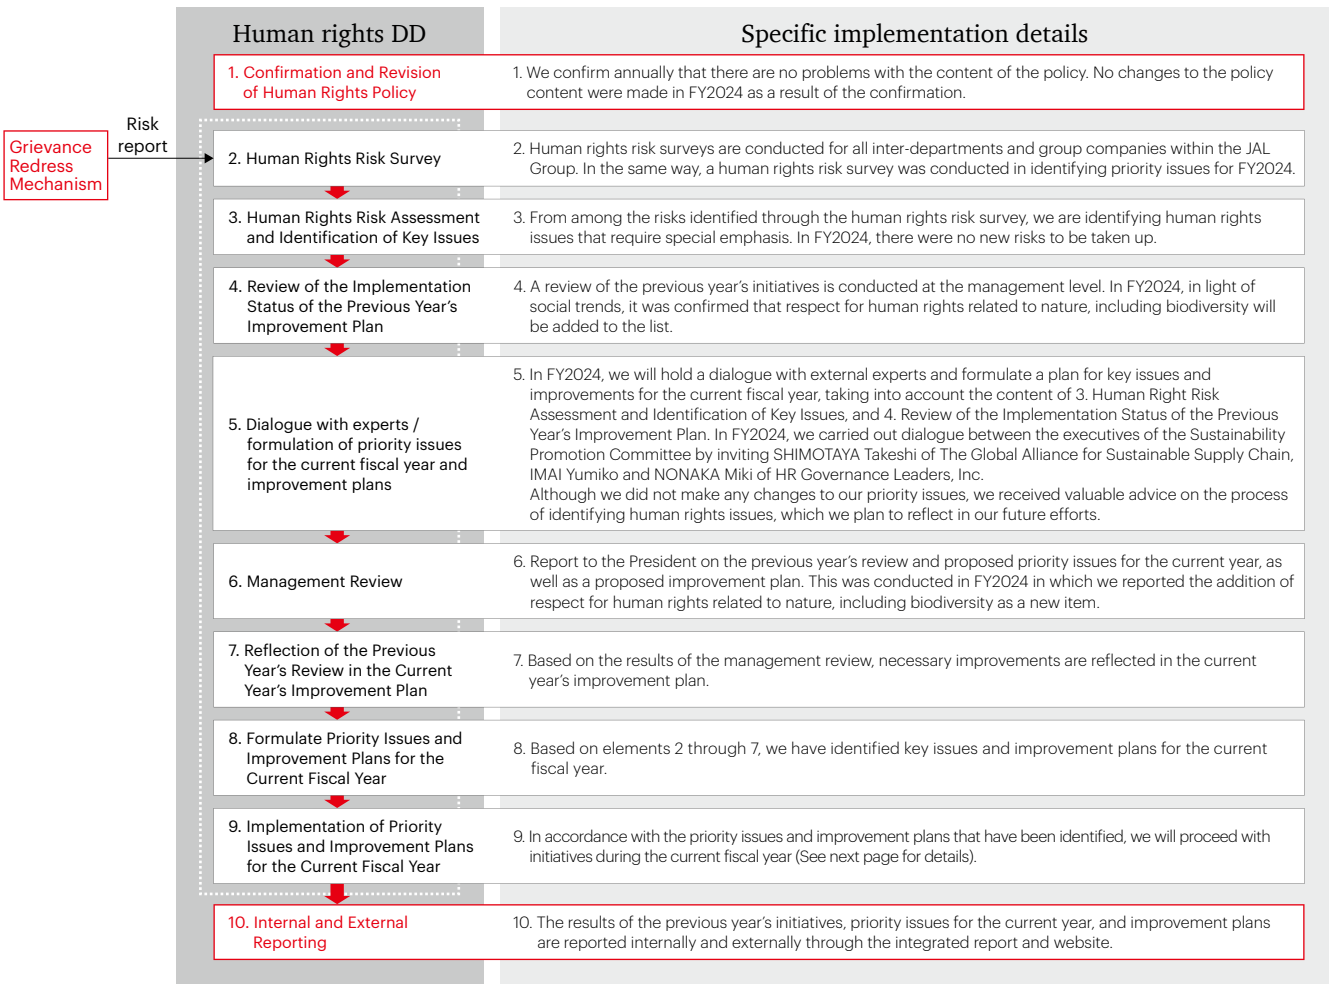 Human rights DD
Specific implementation details
1. Confirmation and Revision
of Human Rights Policy
1. We confirm annually that there are no problems with the content of the policy. No changes to the policy
content were made in FY2024 as a result of the confirmation.
Risk
report
Grievance
Redress
Mechanism
2. Human Rights Risk Survey
2. Human rights risk surveys are conducted for all inter-departments and group companies within the JAL
Group. In the same way, a human rights risk survey was conducted in identifying priority issues for FY2024.
3. Human Rights Risk Assessment
and Identification of Key Issues
3. From among the risks identified through the human rights risk survey, we are identifying human rights
issues that require special emphasis. In FY2024, there were no new risks to be taken up.
4. Review of the Implementation
Status of the Previous Year’s
Improvement Plan
4. A review of the previous year’s initiatives is conducted at the management level. In FY2024, in light of
social trends, it was confirmed that respect for human rights related to nature, including biodiversity will
be added to the list.
5. Dialogue with experts /
formulation of priority issues
for the current fiscal year and
improvement plans
5. In FY2024, we will hold a dialogue with external experts and formulate a plan for key issues and
improvements for the current fiscal year, taking into account the content of 3. Human Right Risk
Assessment and Identification of Key Issues, and 4. Review of the Implementation Status of the Previous
Year’s Improvement Plan. In FY2024, we carried out dialogue between the executives of the Sustainability
Promotion Committee by inviting SHIMOTAYA Takeshi of The Global Alliance for Sustainable Supply Chain,
IMAI Yumiko and NONAKA Miki of HR Governance Leaders, Inc.
Although we did not make any changes to our priority issues, we received valuable advice on the process
of identifying human rights issues, which we plan to reflect in our future efforts.
6. Management Review
6. Report to the President on the previous year’s review and proposed priority issues for the current year, as
well as a proposed improvement plan. This was conducted in FY2024 in which we reported the addition of
respect for human rights related to nature, including biodiversity as a new item.
7. Reflection of the Previous
Year’s Review in the Current
Year’s Improvement Plan
7. Based on the results of the management review, necessary improvements are reflected in the current
year’s improvement plan.
8. Formulate Priority Issues and
Improvement Plans for the
Current Fiscal Year
8. Based on elements 2 through 7, we have identified key issues and improvement plans for the current
fiscal year.
9. Implementation of Priority
Issues and Improvement Plans
for the Current Fiscal Year
9. In accordance with the priority issues and improvement plans that have been identified, we will proceed with
initiatives during the current fiscal year (See next page for details).
10. Internal and External
Reporting
10. The results of the previous year’s initiatives, priority issues for the current year, and improvement plans
are reported internally and externally through the integrated report and website.